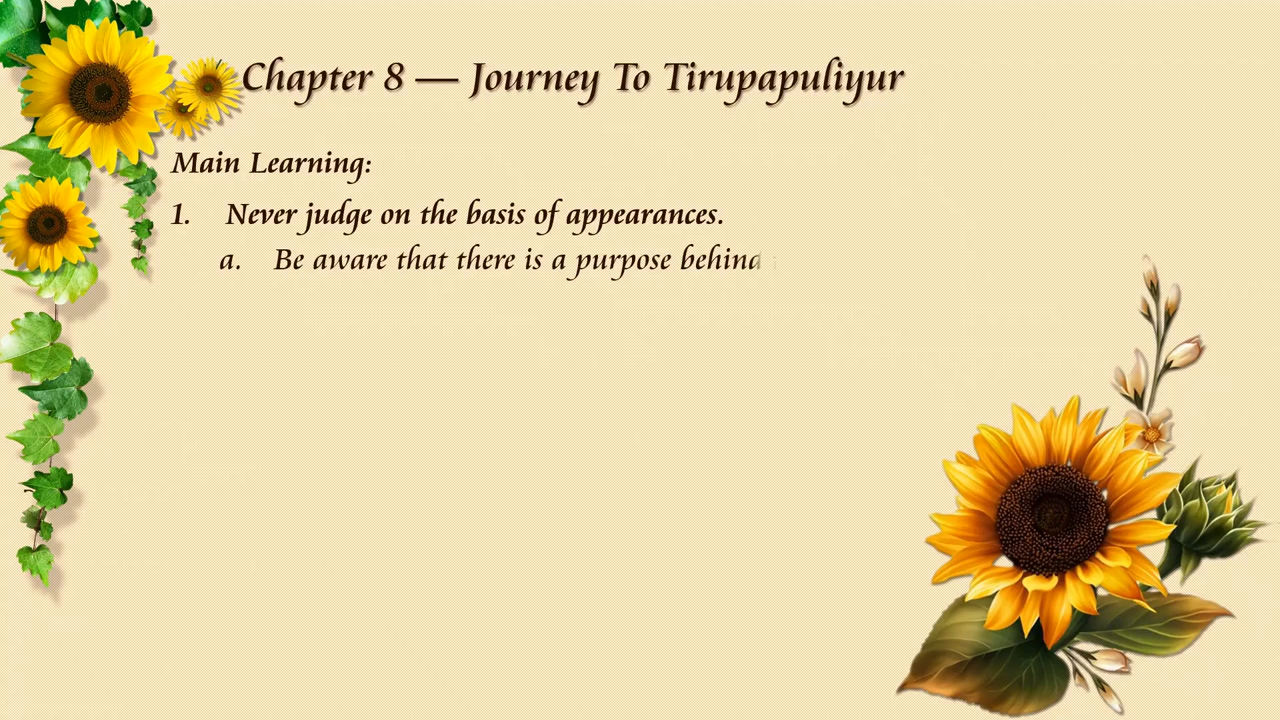 Chapter 8 — Journey To Tirupapuliyur
Main Learning:
1. Never judge on the basis of appearances.
a. Be aware that there is a purpose behind